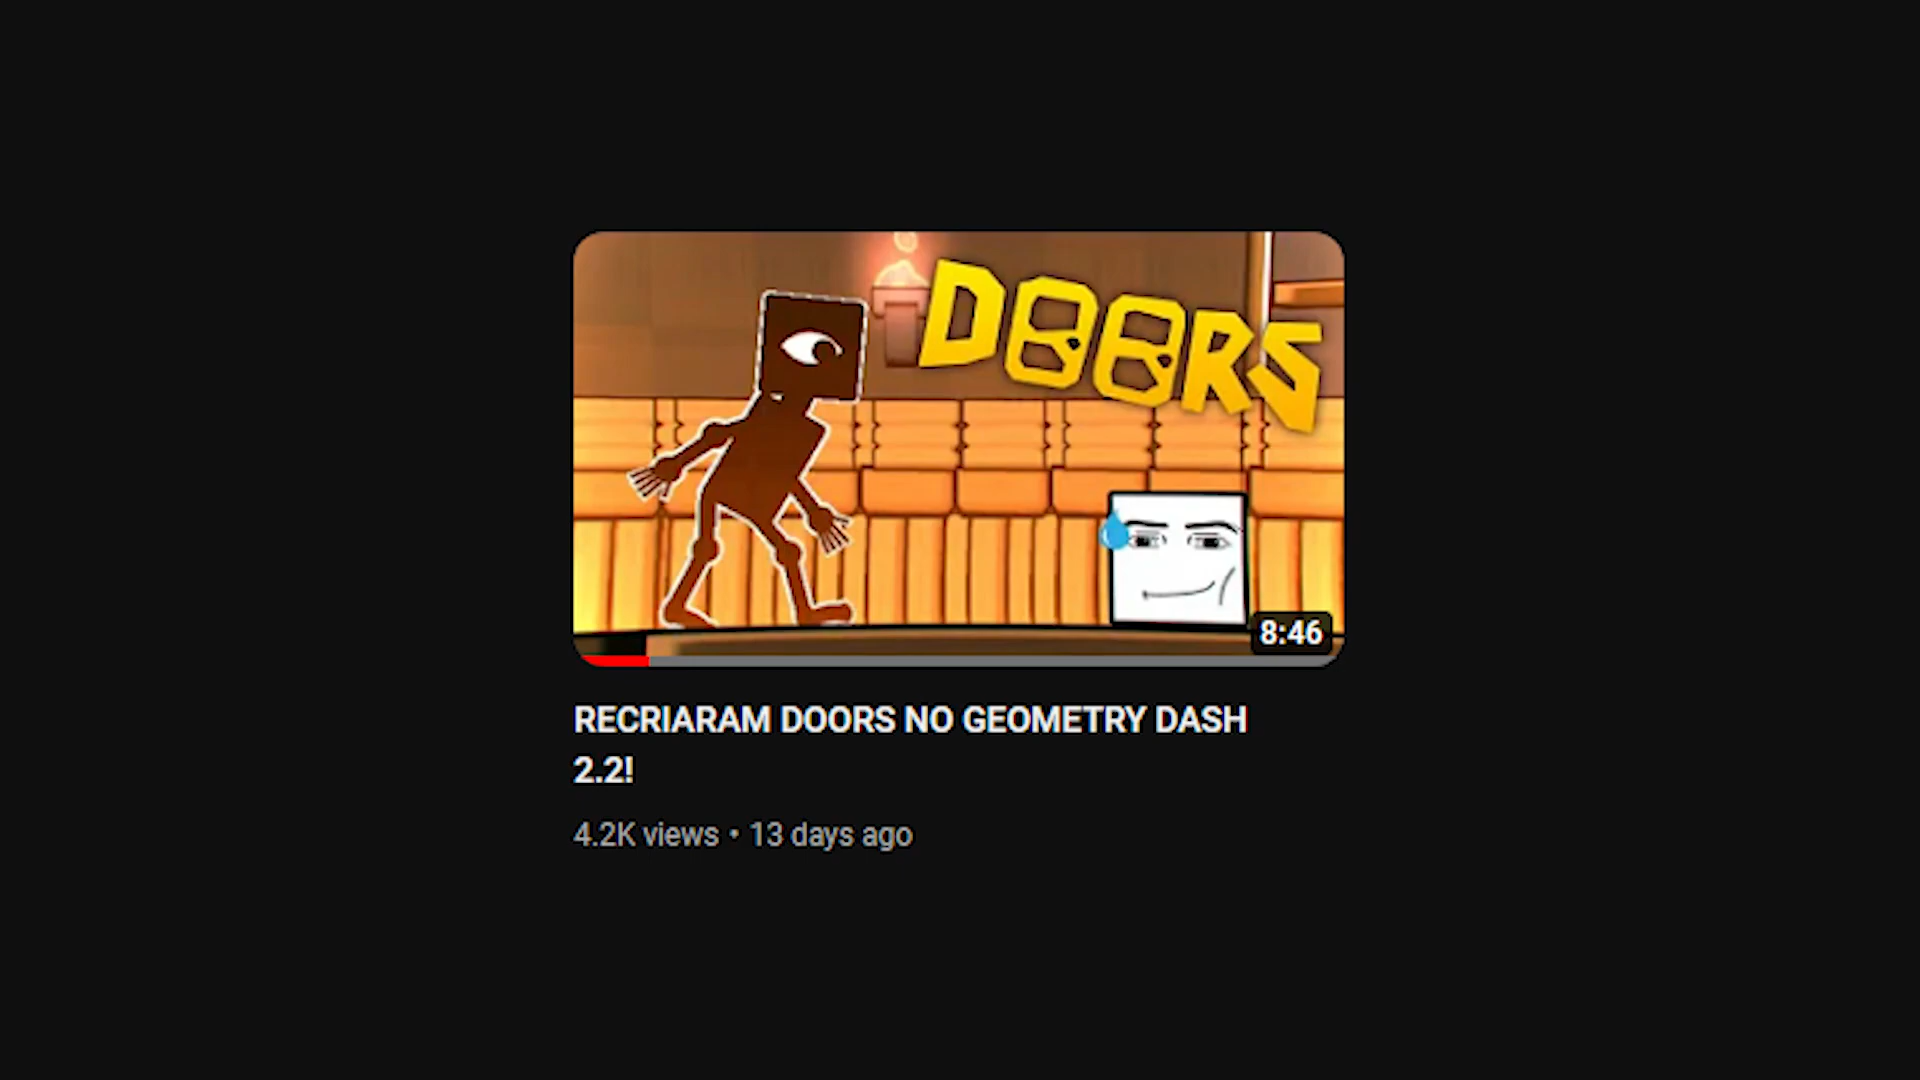 DOORS
8:46
RECRIARAM DOORS NO GEOMETRY DASH
2.2!
4.2K views • 13 days ago